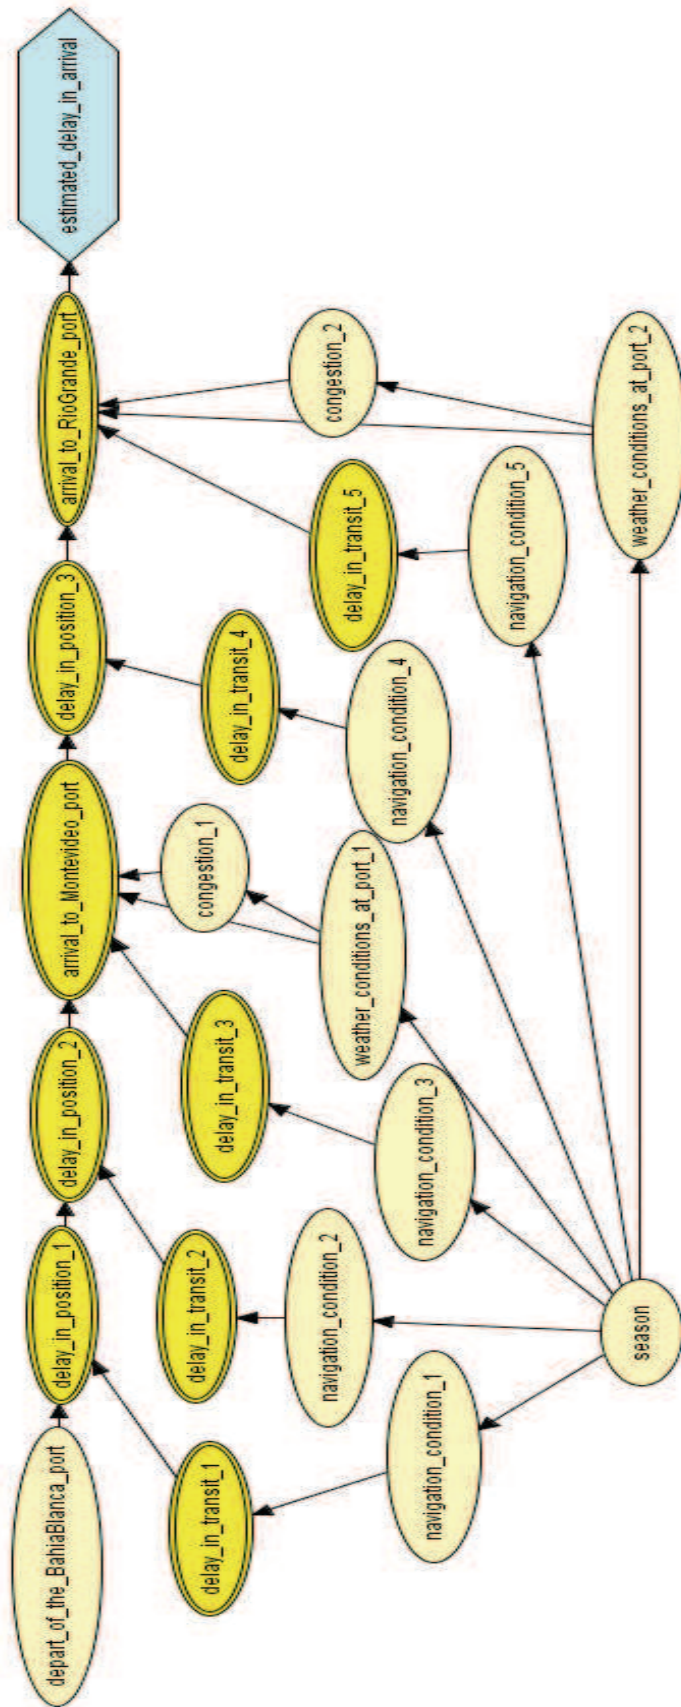 depart_of_the_BahiaBlanca_port
delay_in_position_1
delay_in_position_2
arrival_to_Montevideo_port
delay_in_position_3
arrival_to_RioGrande_port
estimated_delay_in_arrival
delay_in_transit_1
delay_in_transit_2
delay_in_transit_3
congestion_1
delay_in_transit_4
delay_in_transit_5
congestion_2
navigation_condition_1
navigation_condition_2
navigation_condition_3
weather_conditions_at_port_1
navigation_condition_4
navigation_condition_5
weather_conditions_at_port_2
season